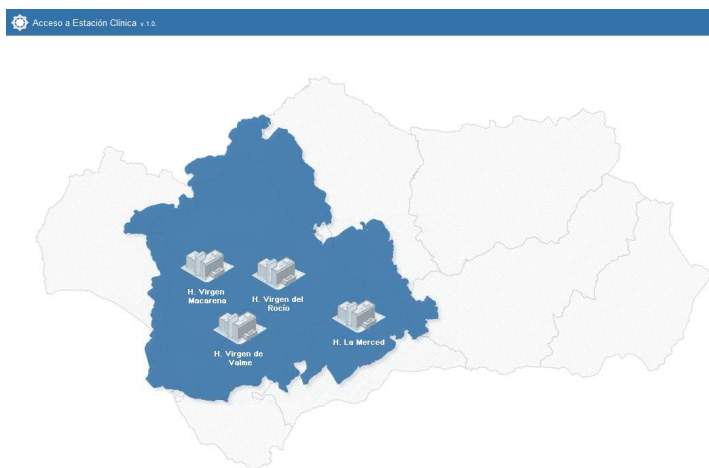 Acceso a Estación Clínica v.1.0.
H. Virgen
Macarena
H. Virgen del
Rocío
H. Virgen de
Valme
H. La Merced